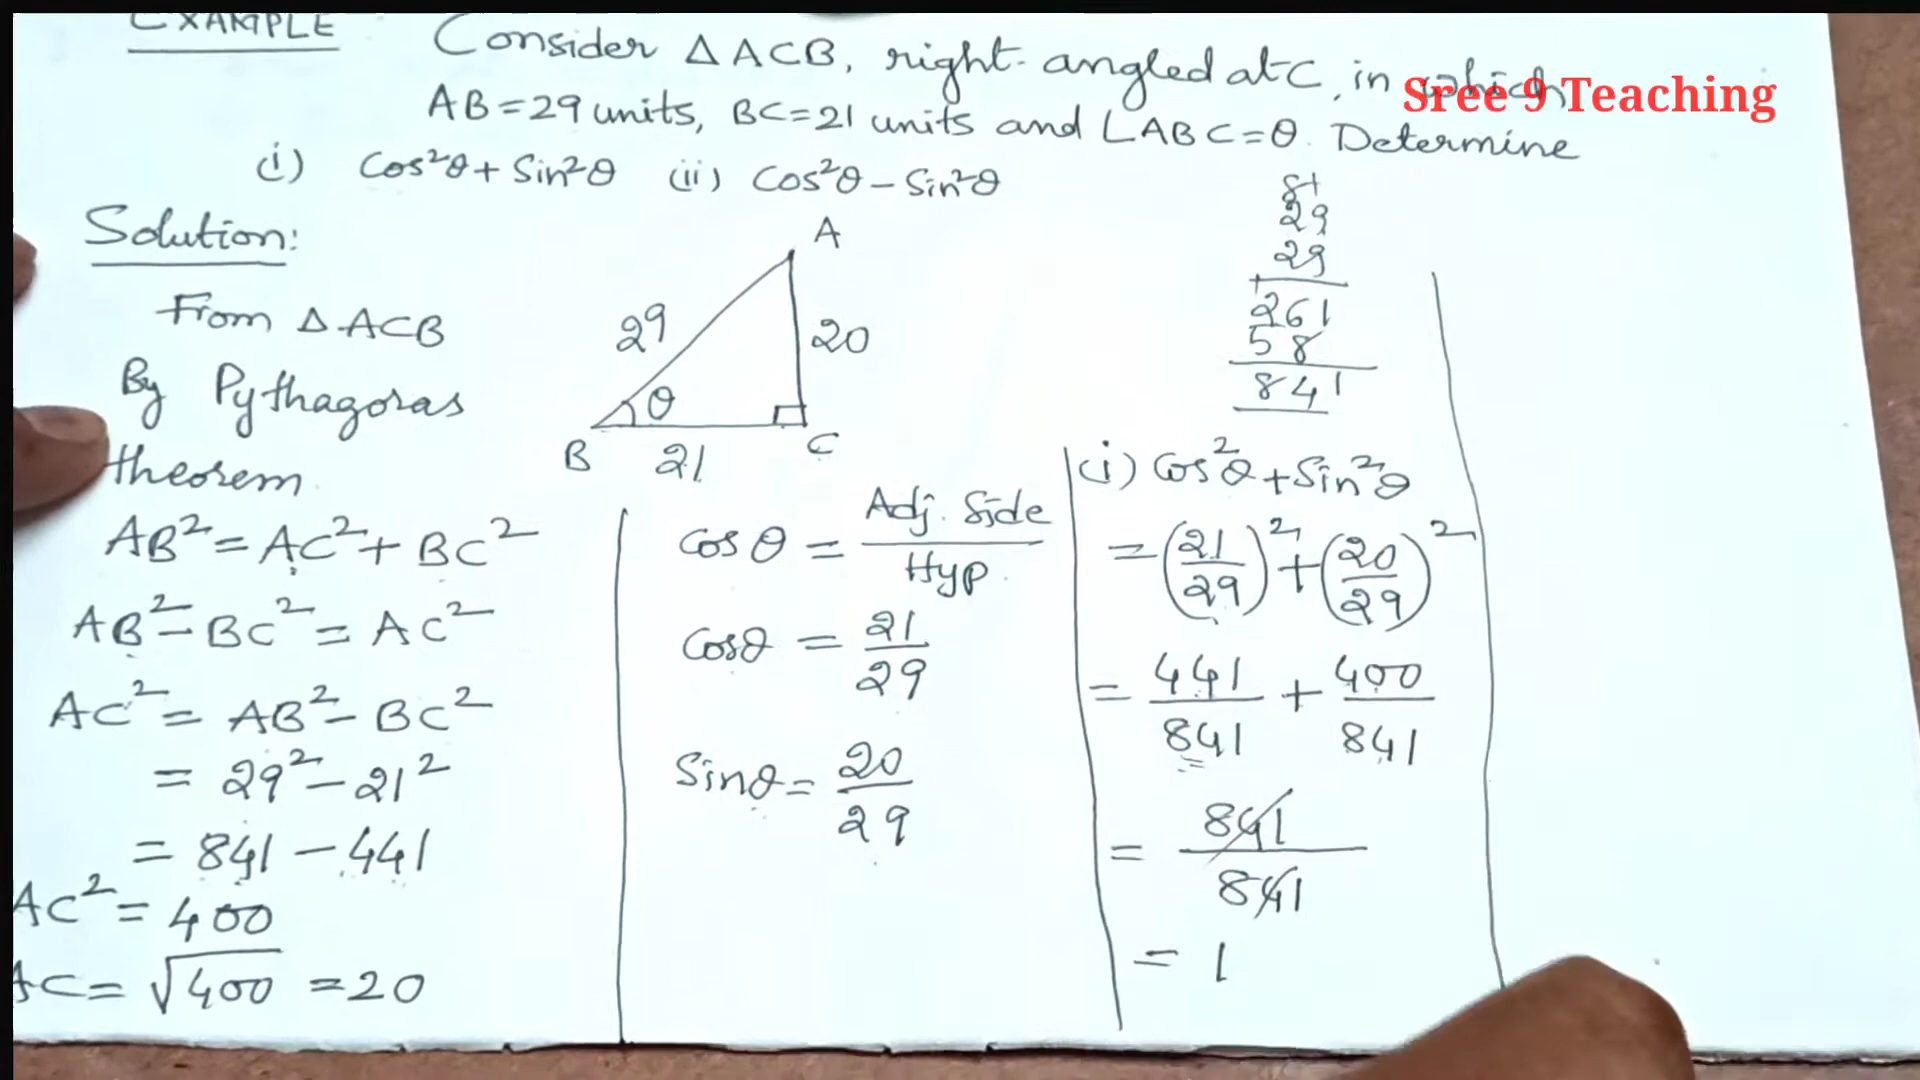 EXAMPLE Consider △ACB, right-angled at C, in which
Sree 9 Teaching
AB=29 units, BC=21 units and ∠ABC=θ. Determine
(i) Cos²θ+Sin²θ (ii) Cos²θ-Sin²θ
Solution:
From △ACB
By Pythagoras
theorem
AB²=AC²+BC²
AB²-BC²=AC²
AC²=AB²-BC²
=29²-21²
=841-441
AC²=400
AC=√400=20
A
29
20
θ
B
21
C
81
29
29
+
261
58
841
cosθ=Adj. Side/Hyp
Cosθ=21/29
Sinθ=20/29
(i) Cos²θ+Sin²θ
=(21/29)²+(20/29)²
=441/841+400/841
=841/841
=1